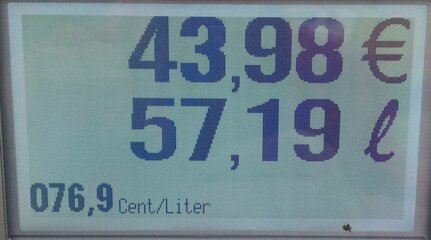 43,98 €
57,19 ℓ
076,9 Cent/Liter